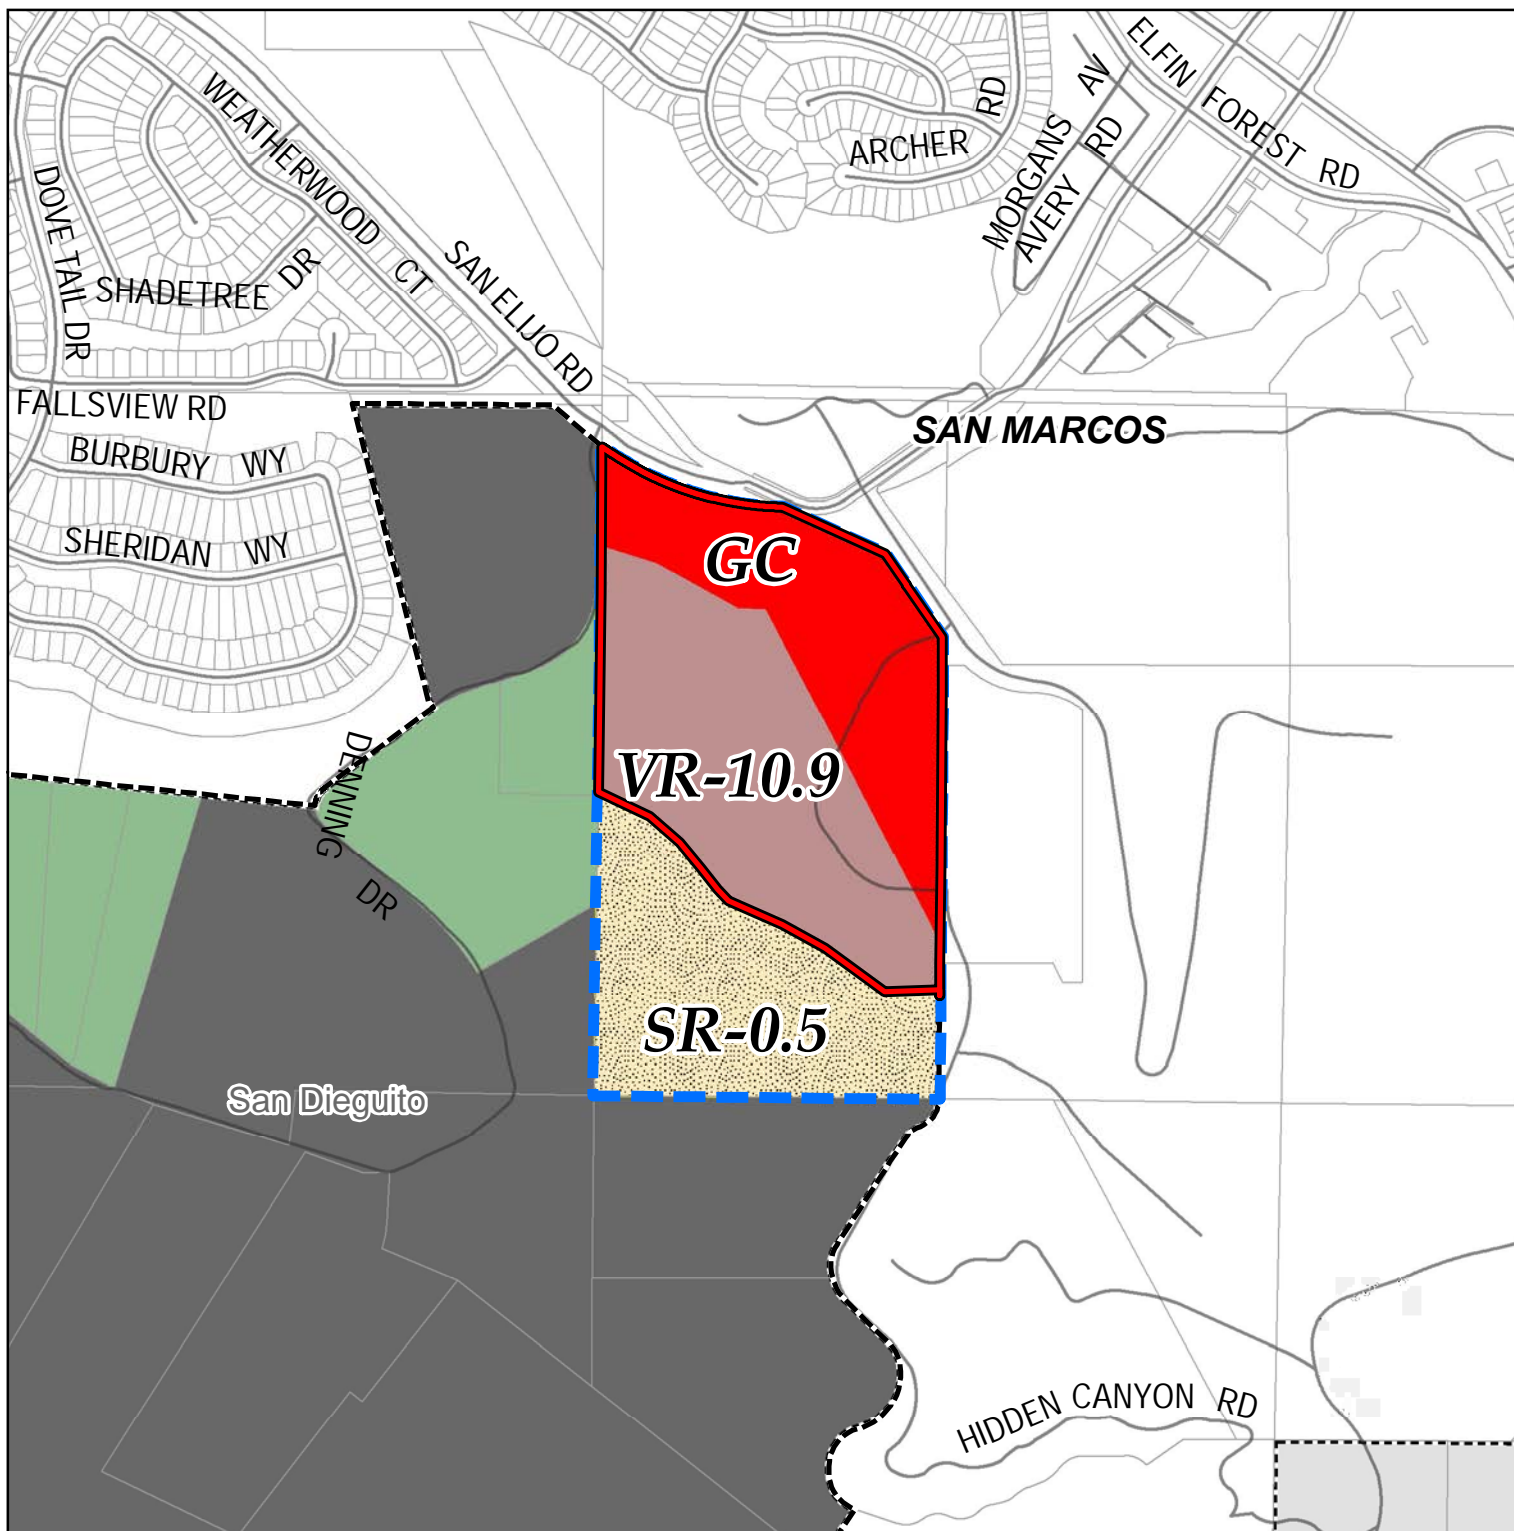 ELFIN FOREST RD
MORGANS AV
AVERY RD
ARCHER RD
WEATHERWOOD CT
DOVE TAIL DR
SHADETREE DR
SAN ELIJO RD
FALLSVIEW RD
SAN MARCOS
BURBURY WY
SHERIDAN WY
GC
VR-10.9
DENNING DR
SR-0.5
San Dieguito
HIDDEN CANYON RD